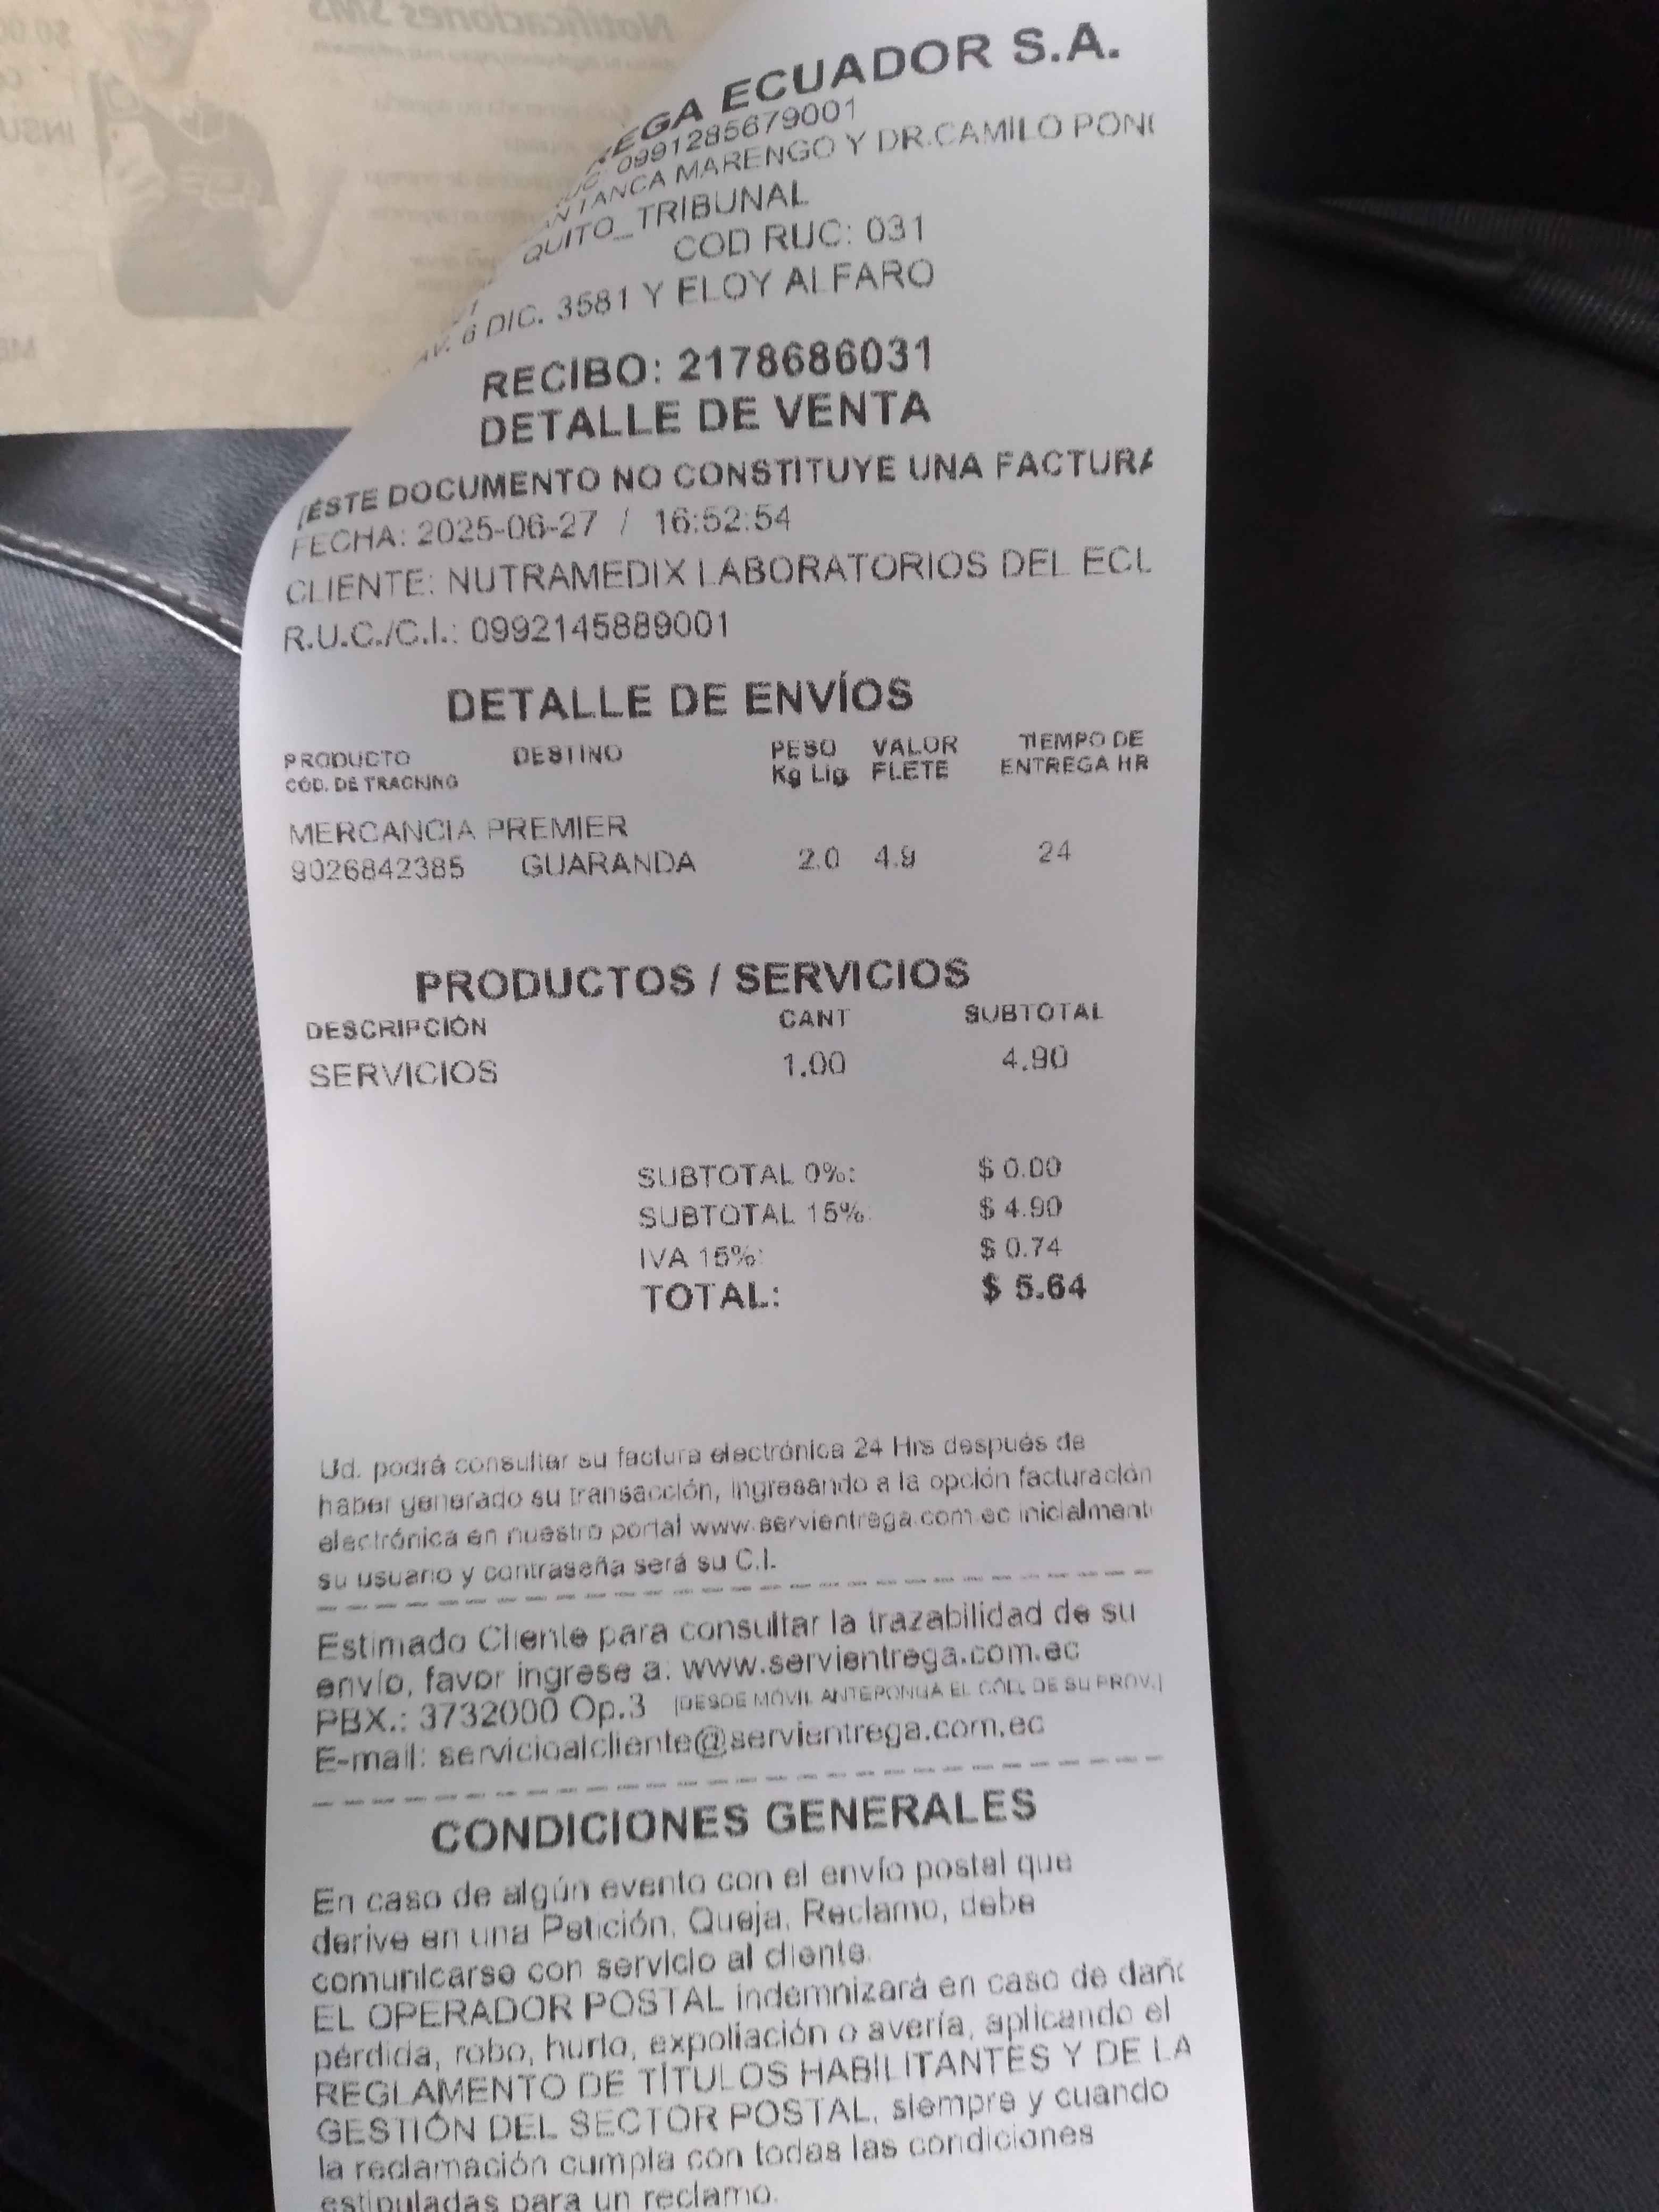 Notificaciones SMS
EGA ECUADOR S.A.
0991285679001
MARENGO Y DR.CAMILO PON
QUITO_TRIBUNAL
COD RUC: 031
AV. 6 DIC. 3581 Y ELOY ALFARO
RECIBO: 2178686031
DETALLE DE VENTA
ESTE DOCUMENTO NO CONSTITUYE UNA FACTURA
FECHA: 2025-06-27 / 16:52:54
CLIENTE: NUTRAMEDIX LABORATORIOS DEL ECU
R.U.C./C.I.: 0992145889001
DETALLE DE ENVÍOS
PRODUCTO DESTINO PESO VALOR TIEMPO DE
CÓD. DE TRACKING Kg Liq FLETE ENTREGA HR
MERCANCIA PREMIER
9026842385 GUARANDA 2.0 4.9 24
PRODUCTOS / SERVICIOS
DESCRIPCIÓN CANT SUBTOTAL
SERVICIOS 1.00 4.90
SUBTOTAL 0%: $ 0.00
SUBTOTAL 15%: $ 4.90
IVA 15%: $ 0.74
TOTAL: $ 5.64
Ud. podrá consultar su factura electrónica 24 Hrs después de
haber generado su transacción, ingresando a la opción facturación
electrónica en nuestro portal www.servientrega.com.ec inicialment
su usuario y contraseña será su C.I.
Estimado Cliente para consultar la trazabilidad de su
envío, favor ingrese a: www.servientrega.com.ec
PBX.: 3732000 Op.3 [DESDE MÓVIL ANTEPONGA EL CÓD. DE SU PROV.]
E-mail: servicioalcliente@servientrega.com.ec
CONDICIONES GENERALES
En caso de algún evento con el envío postal que
derive en una Petición, Queja, Reclamo, debe
comunicarse con servicio al cliente.
EL OPERADOR POSTAL indemnizará en caso de daño
pérdida, robo, hurto, expoliación o avería, aplicando el
REGLAMENTO DE TÍTULOS HABILITANTES Y DE LA
GESTIÓN DEL SECTOR POSTAL, siempre y cuando
la reclamación cumpla con todas las condiciones
estipuladas para un reclamo.